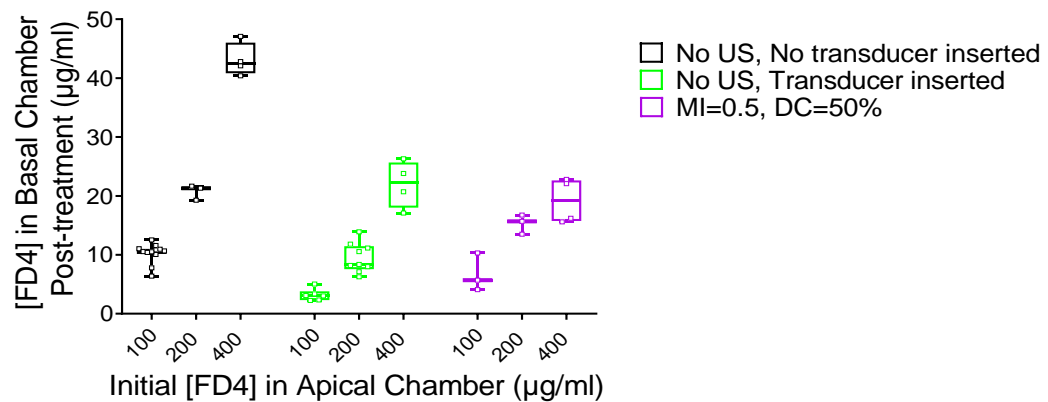 [FD4] in Basal Chamber
Post-treatment (µg/ml)
50
40
30
20
10
0
100
200
400
100
200
400
100
200
400
Initial [FD4] in Apical Chamber (µg/ml)
No US, No transducer inserted
No US, Transducer inserted
MI=0.5, DC=50%